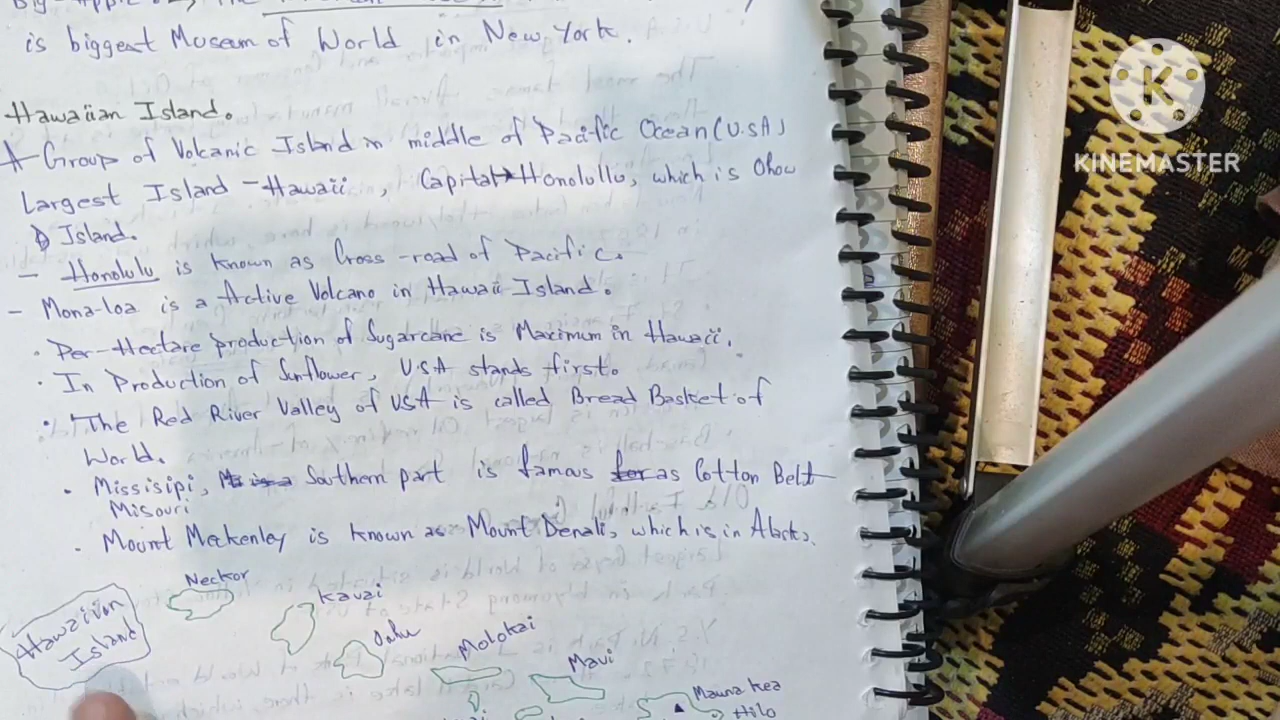 is biggest Museam of World in New York.
Hawaiian Island.
A Group of Volcanic Island in middle of Pacific Ocean (U.S.A)
Largest Island - Hawaii, Capital → Honolullu, which is Ohow
Island.
- Honolulu is known as Cross-road of Pacific.
- Mona-loa is a Active Volcano in Hawaii Island.
· Per-Hectare production of Sugarcane is Maximum in Hawaii.
· In Production of Sunflower, U.S.A stands first.
· The Red River Valley of USA is called Bread Basket of
World.
· Missisipi, Southern part is famous as Cotton Belt
Misouri
· Mount Meckenley is known as Mount Denali, which is in Alaska.
Hawaiian
Island
Neckor
Kauai
Oahu
Molokai
Maui
Mauna Kea
Hilo
K
KINEMASTER